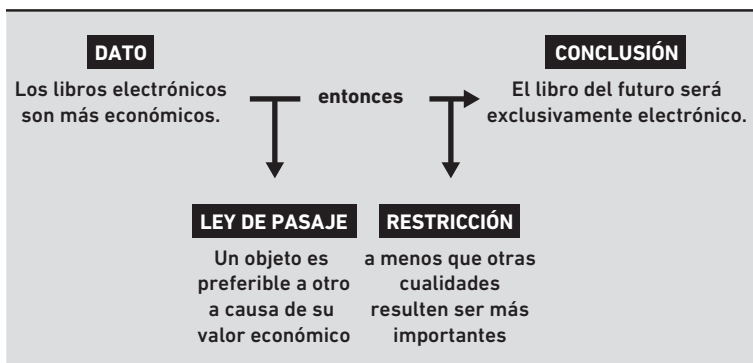 DATO
Los libros electrónicos
son más económicos.
entonces
CONCLUSIÓN
El libro del futuro será
exclusivamente electrónico.
LEY DE PASAJE
Un objeto es
preferible a otro
a causa de su
valor económico
RESTRICCIÓN
a menos que otras
cualidades
resulten ser más
importantes